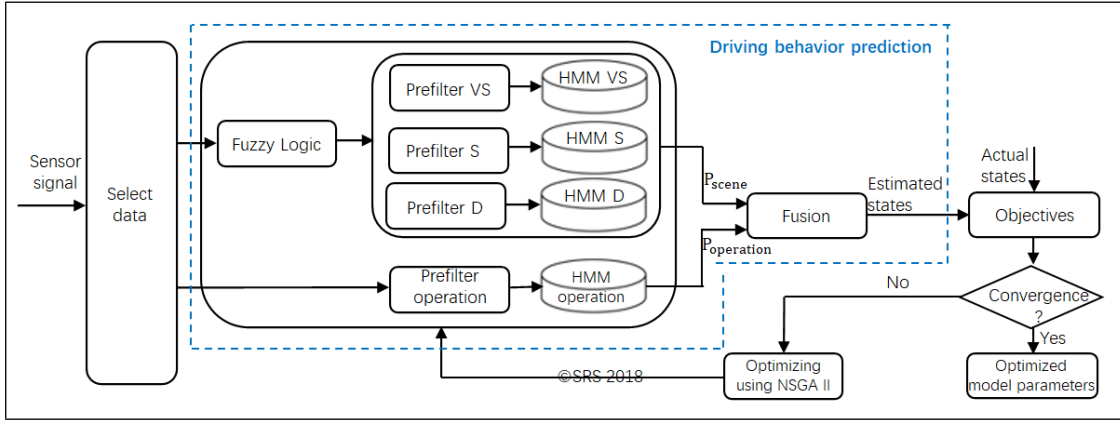 Driving behavior prediction
Sensor
signal
Select
data
Fuzzy Logic
Prefilter VS
HMM VS
Prefilter S
HMM S
Prefilter D
HMM D
Prefilter
operation
HMM
operation
Pscene
Poperation
Fusion
Estimated
states
Actual
states
Objectives
Convergence
?
No
Yes
Optimizing
using NSGA II
Optimized
model parameters
©SRS 2018